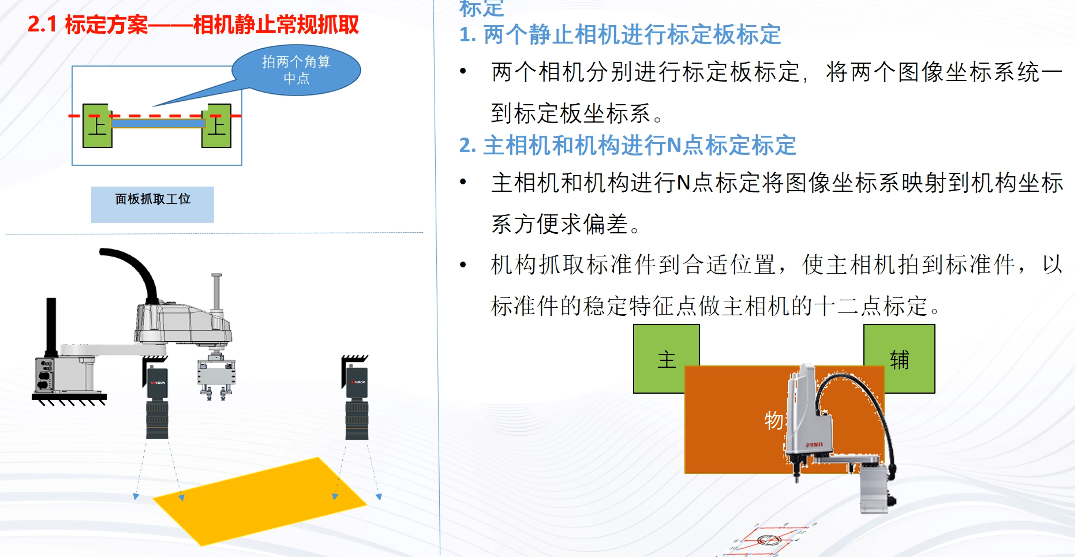 2.1 标定方案——相机静止常规抓取
拍两个角算
中点
上
上
面板抓取工位
标定
1. 两个静止相机进行标定板标定
• 两个相机分别进行标定板标定，将两个图像坐标系统一
到标定板坐标系。
2. 主相机和机构进行N点标定标定
• 主相机和机构进行N点标定将图像坐标系映射到机构坐标
系方便求偏差。
• 机构抓取标准件到合适位置，使主相机拍到标准件，以
标准件的稳定特征点做主相机的十二点标定。
主
辅
物